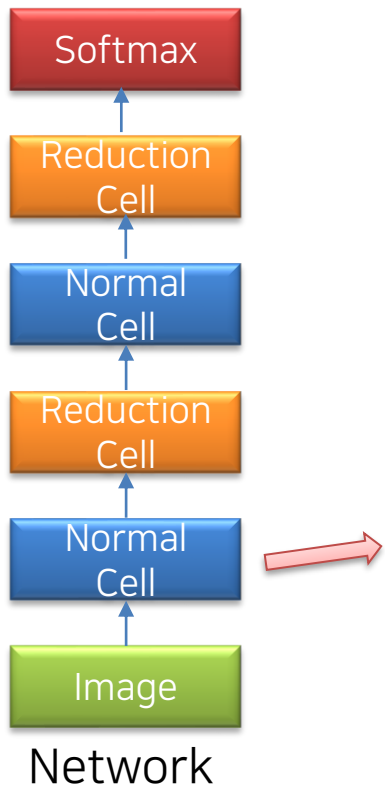 Softmax
Reduction
Cell
Normal
Cell
Reduction
Cell
Normal
Cell
Image
Network